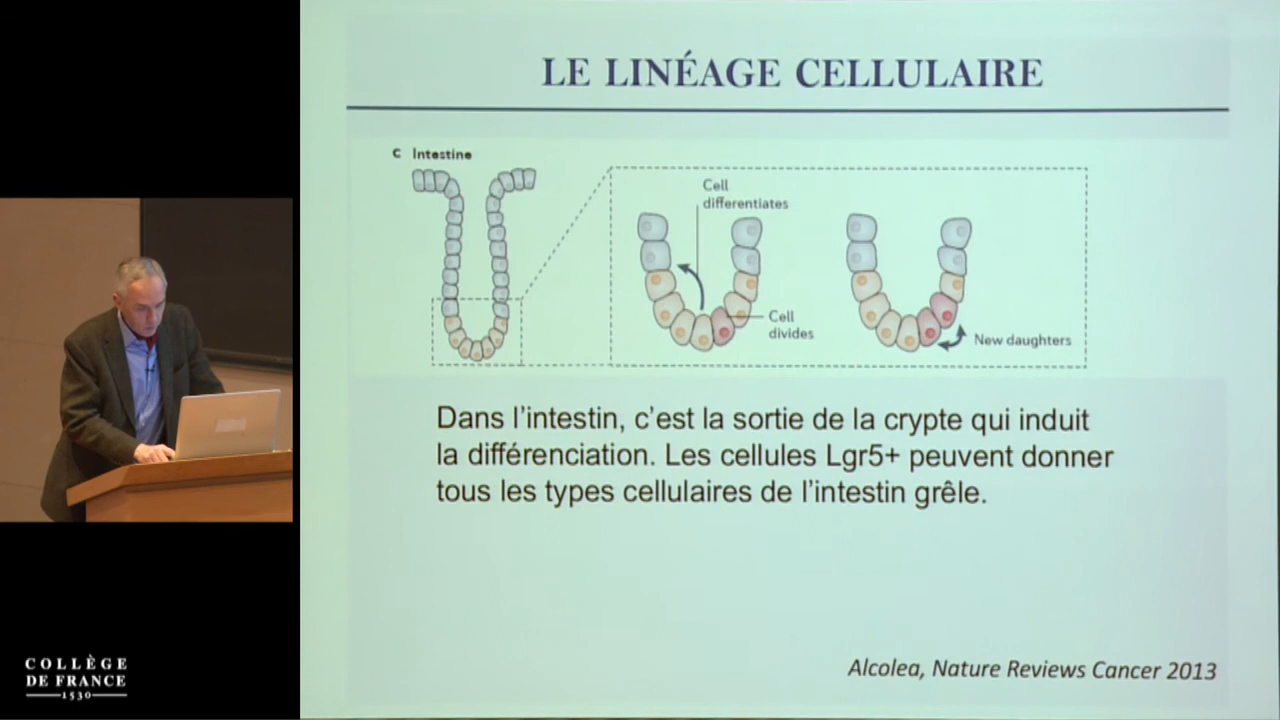 LE LINÉAGE CELLULAIRE
c Intestine
Cell
differentiates
Cell
divides
New daughters
Dans l'intestin, c'est la sortie de la crypte qui induit
la différenciation. Les cellules Lgr5+ peuvent donner
tous les types cellulaires de l'intestin grêle.
Alcolea, Nature Reviews Cancer 2013
COLLÈGE
DE FRANCE
1530